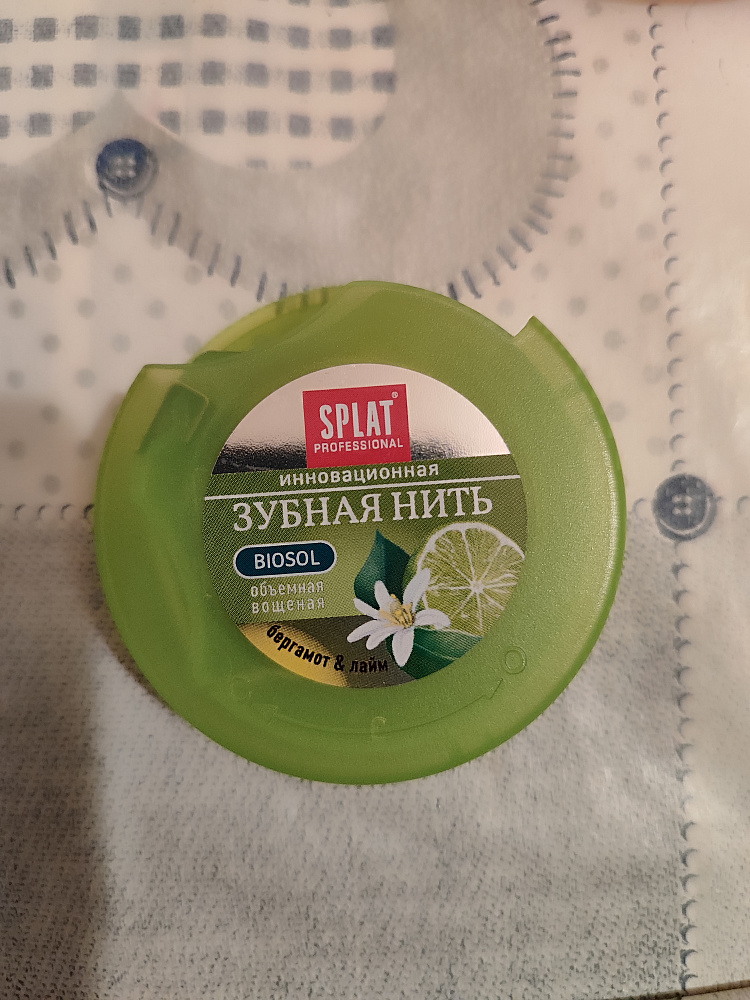 SPLAT®
PROFESSIONAL
инновационная
ЗУБНАЯ НИТЬ
BIOSOL
объемная
вощеная
бергамот & лайм